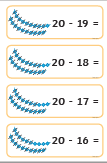 20 - 19 =
20 - 18 =
20 - 17 =
20 - 16 =